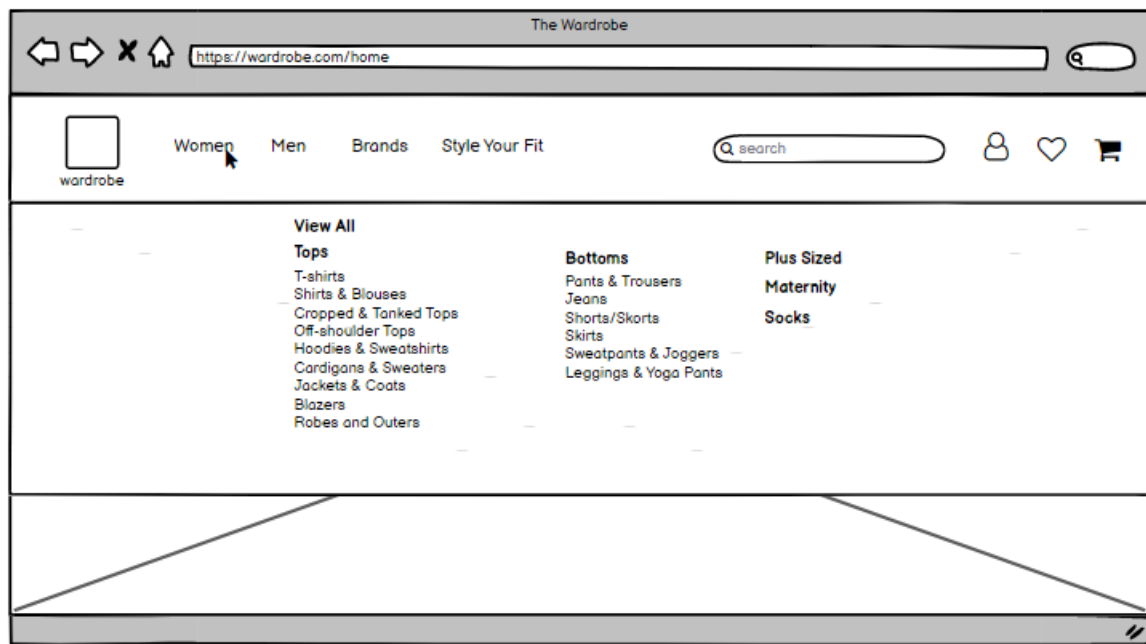 The Wardrobe
https://wardrobe.com/home
Women
Men
Brands
Style Your Fit
search
wardrobe
View All
Tops
T-shirts
Shirts & Blouses
Cropped & Tanked Tops
Off-shoulder Tops
Hoodies & Sweatshirts
Cardigans & Sweaters
Jackets & Coats
Blazers
Robes and Outers
Bottoms
Pants & Trousers
Jeans
Shorts/Skorts
Skirts
Sweatpants & Joggers
Leggings & Yoga Pants
Plus Sized
Maternity
Socks